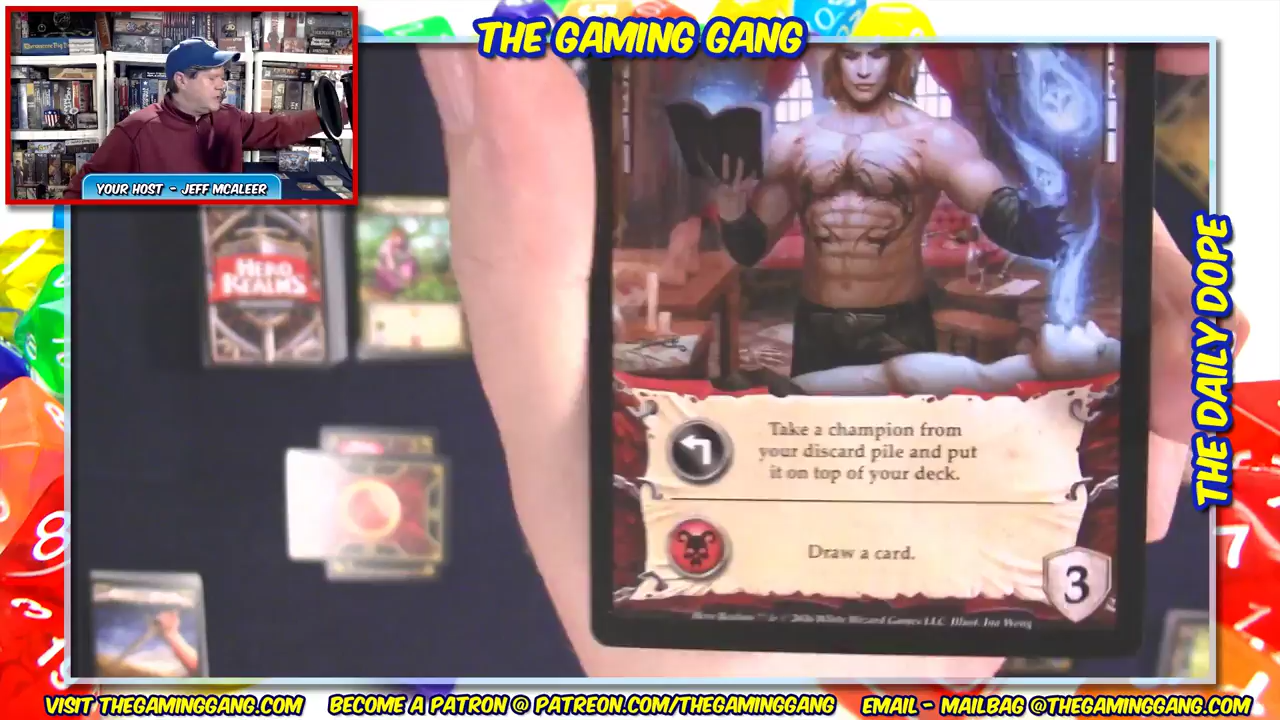 THE GAMING GANG
YOUR HOST - JEFF MCALEER
HERO
REALMS
Take a champion from
your discard pile and put
it on top of your deck.
Draw a card.
3
THE DAILY DOPE
VISIT THEGAMINGGANG.COM
BECOME A PATRON @ PATREON.COM/THEGAMINGGANG
EMAIL - MAILBAG @THEGAMINGGANG.COM